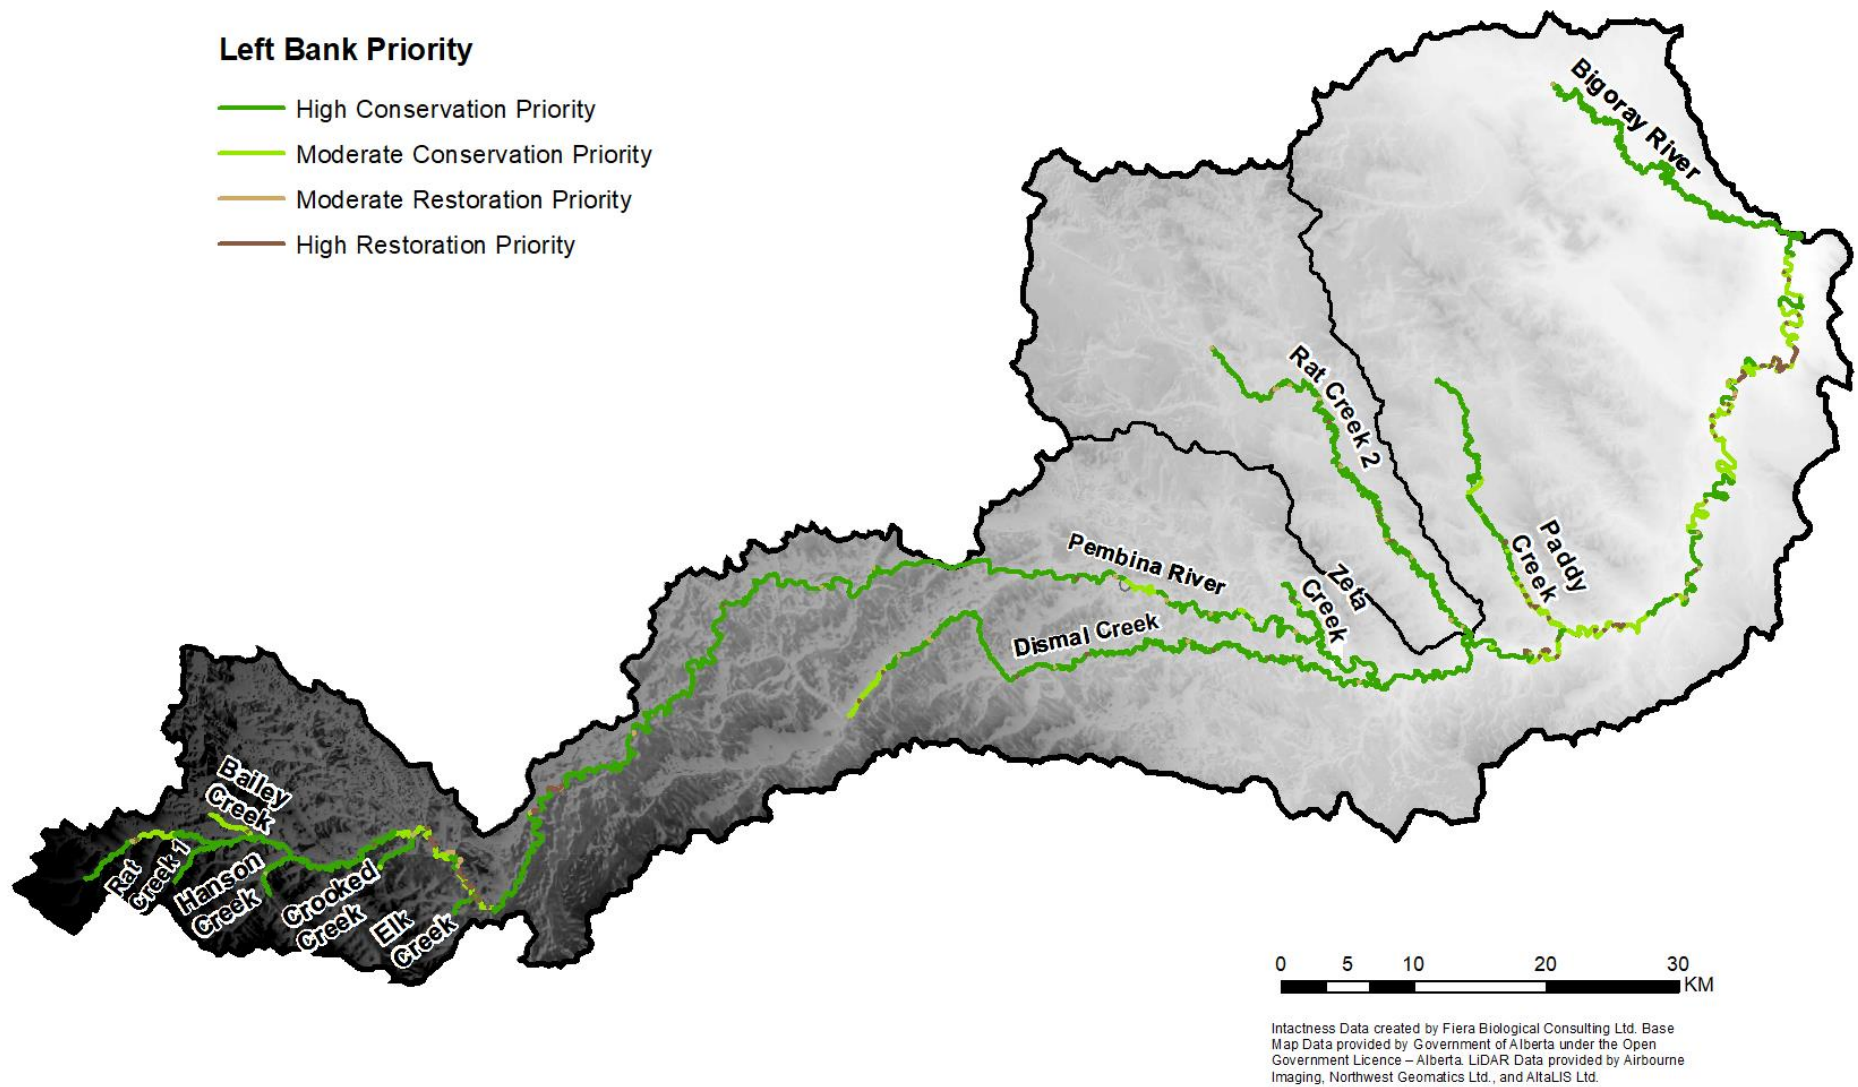 Left Bank Priority
High Conservation Priority
Moderate Conservation Priority
Moderate Restoration Priority
High Restoration Priority
Bigoray River
Rat Creek 2
Paddy
Creek
Pembina River
Zeta
Creek
Dismal Creek
Bailey
Creek
Rat
Creek 1
Hanson
Creek
Crooked
Creek
Elk
Creek
0 5 10 20 30
KM
Intactness Data created by Fiera Biological Consulting Ltd. Base
Map Data provided by Government of Alberta under the Open
Government Licence – Alberta. LiDAR Data provided by Airbourne
Imaging, Northwest Geomatics Ltd., and AltaLIS Ltd.